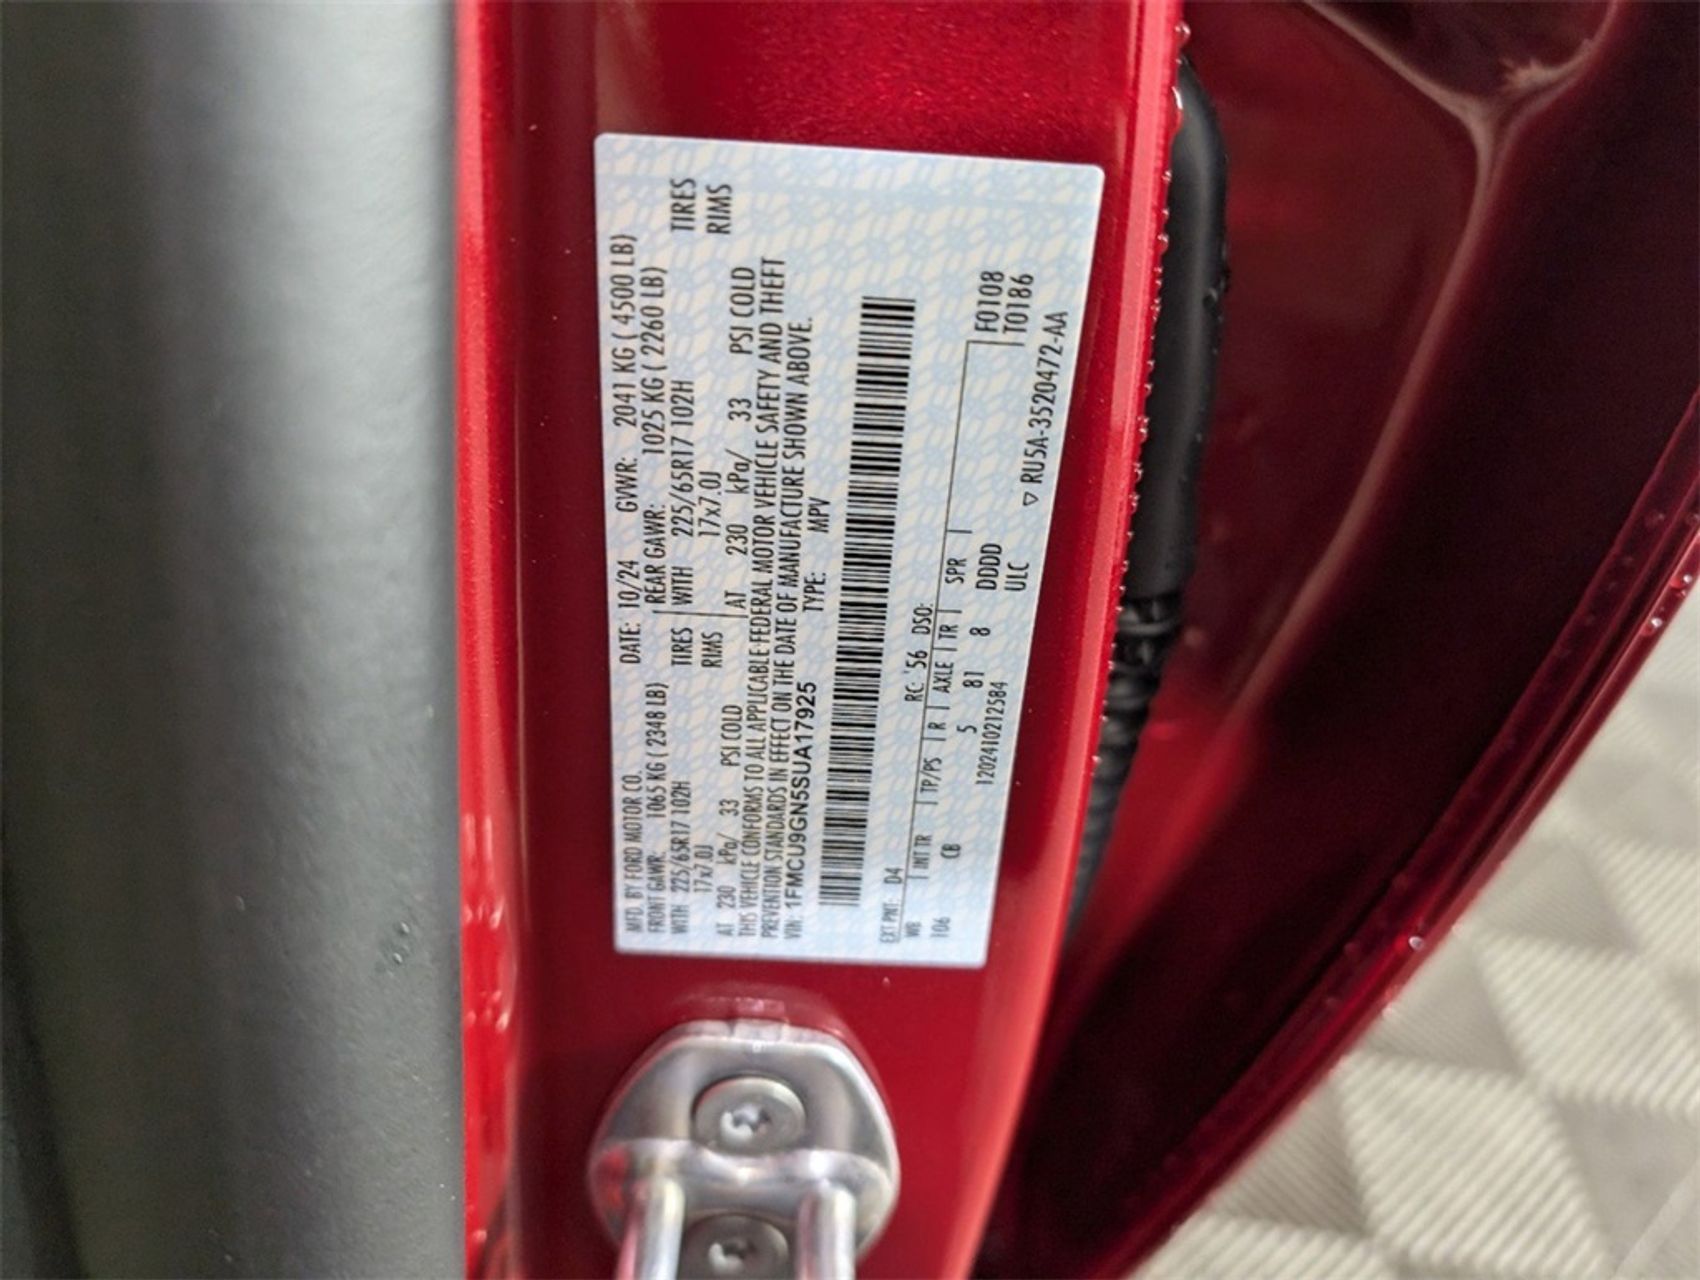 MFD. BY FORD MOTOR CO. DATE: 10/24 GVWR: 2041 KG ( 4500 LB)
FRONT GAWR: 1065 KG ( 2348 LB) REAR GAWR: 1025 KG ( 2260 LB)
WITH 225/65R17 102H TIRES WITH 225/65R17 102H TIRES
17x7.0J RIMS 17x7.0J RIMS
AT 230 kPa/ 33 PSI COLD AT 230 kPa/ 33 PSI COLD
THIS VEHICLE CONFORMS TO ALL APPLICABLE FEDERAL MOTOR VEHICLE SAFETY AND THEFT
PREVENTION STANDARDS IN EFFECT ON THE DATE OF MANUFACTURE SHOWN ABOVE.
VIN: 1FMCU9GN5SUA17925 TYPE: MPV
EXT PNT: D4 RC: 56 DSO: F0108
WB INT TR TP/PS R AXLE TR SPR T0186
106 CB 5 81 8 DDDD
1202410212584 ULC
▽ RU5A-3520472-AA